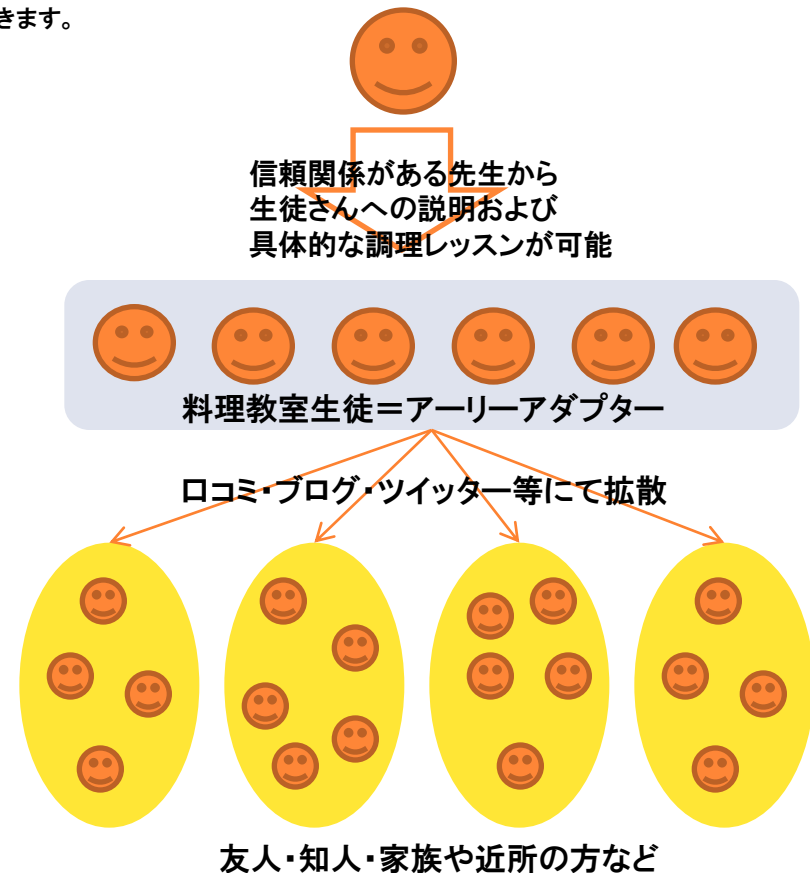 きます。
信頼関係がある先生から
生徒さんへの説明および
具体的な調理レッスンが可能
料理教室生徒＝アーリーアダプター
口コミ・ブログ・ツイッター等にて拡散
友人・知人・家族や近所の方など